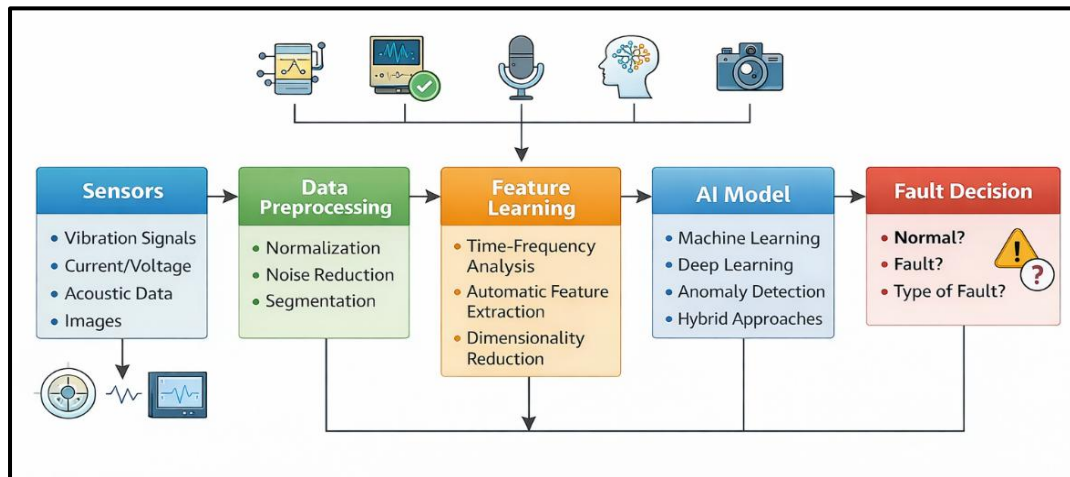 Sensors
• Vibration Signals
• Current/Voltage
• Acoustic Data
• Images
Data
Preprocessing
• Normalization
• Noise Reduction
• Segmentation
Feature
Learning
• Time-Frequency
Analysis
• Automatic Feature
Extraction
• Dimensionality
Reduction
AI Model
• Machine Learning
• Deep Learning
• Anomaly Detection
• Hybrid Approaches
Fault Decision
• Normal?
• Fault?
• Type of Fault?
!
?